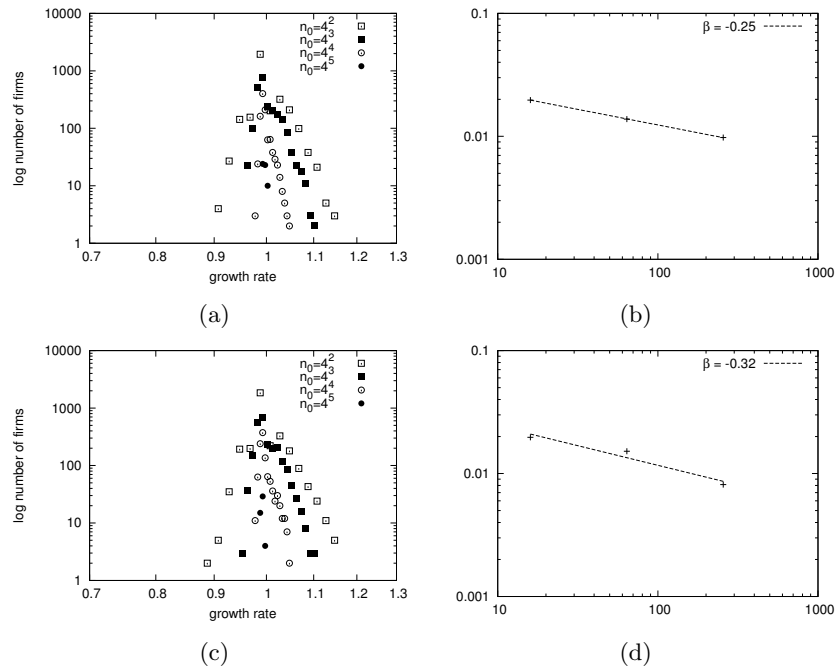 10000
1000
100
10
1
log number of firms
0.7 0.8 0.9 1 1.1 1.2 1.3
growth rate
n0=4^2
n0=4^3
n0=4^4
n0=4^5
(a)
0.1
0.01
0.001
10 100 1000
β = -0.25
(b)
10000
1000
100
10
1
log number of firms
0.7 0.8 0.9 1 1.1 1.2 1.3
growth rate
n0=4^2
n0=4^3
n0=4^4
n0=4^5
(c)
0.1
0.01
0.001
10 100 1000
β = -0.32
(d)